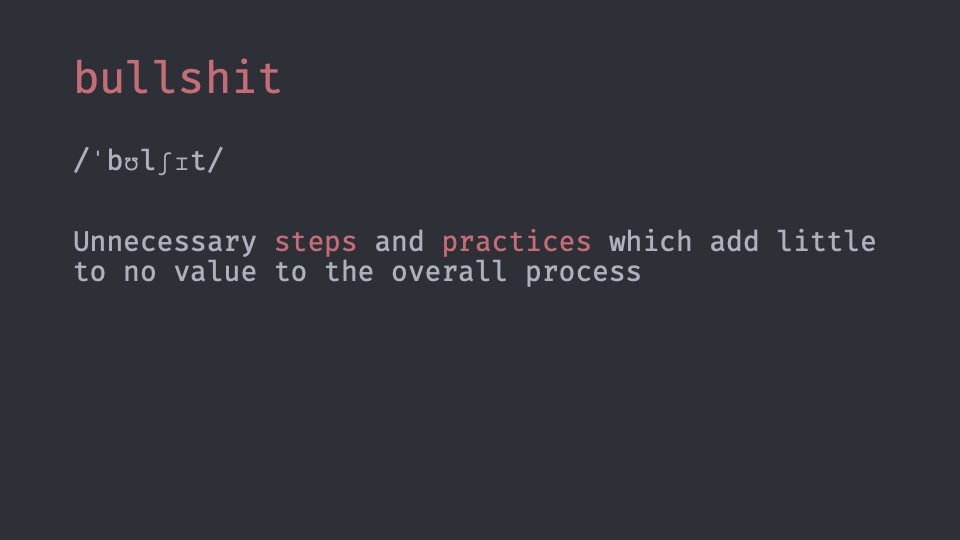 bullshit
/ˈbʊlʃɪt/
Unnecessary steps and practices which add little
to no value to the overall process